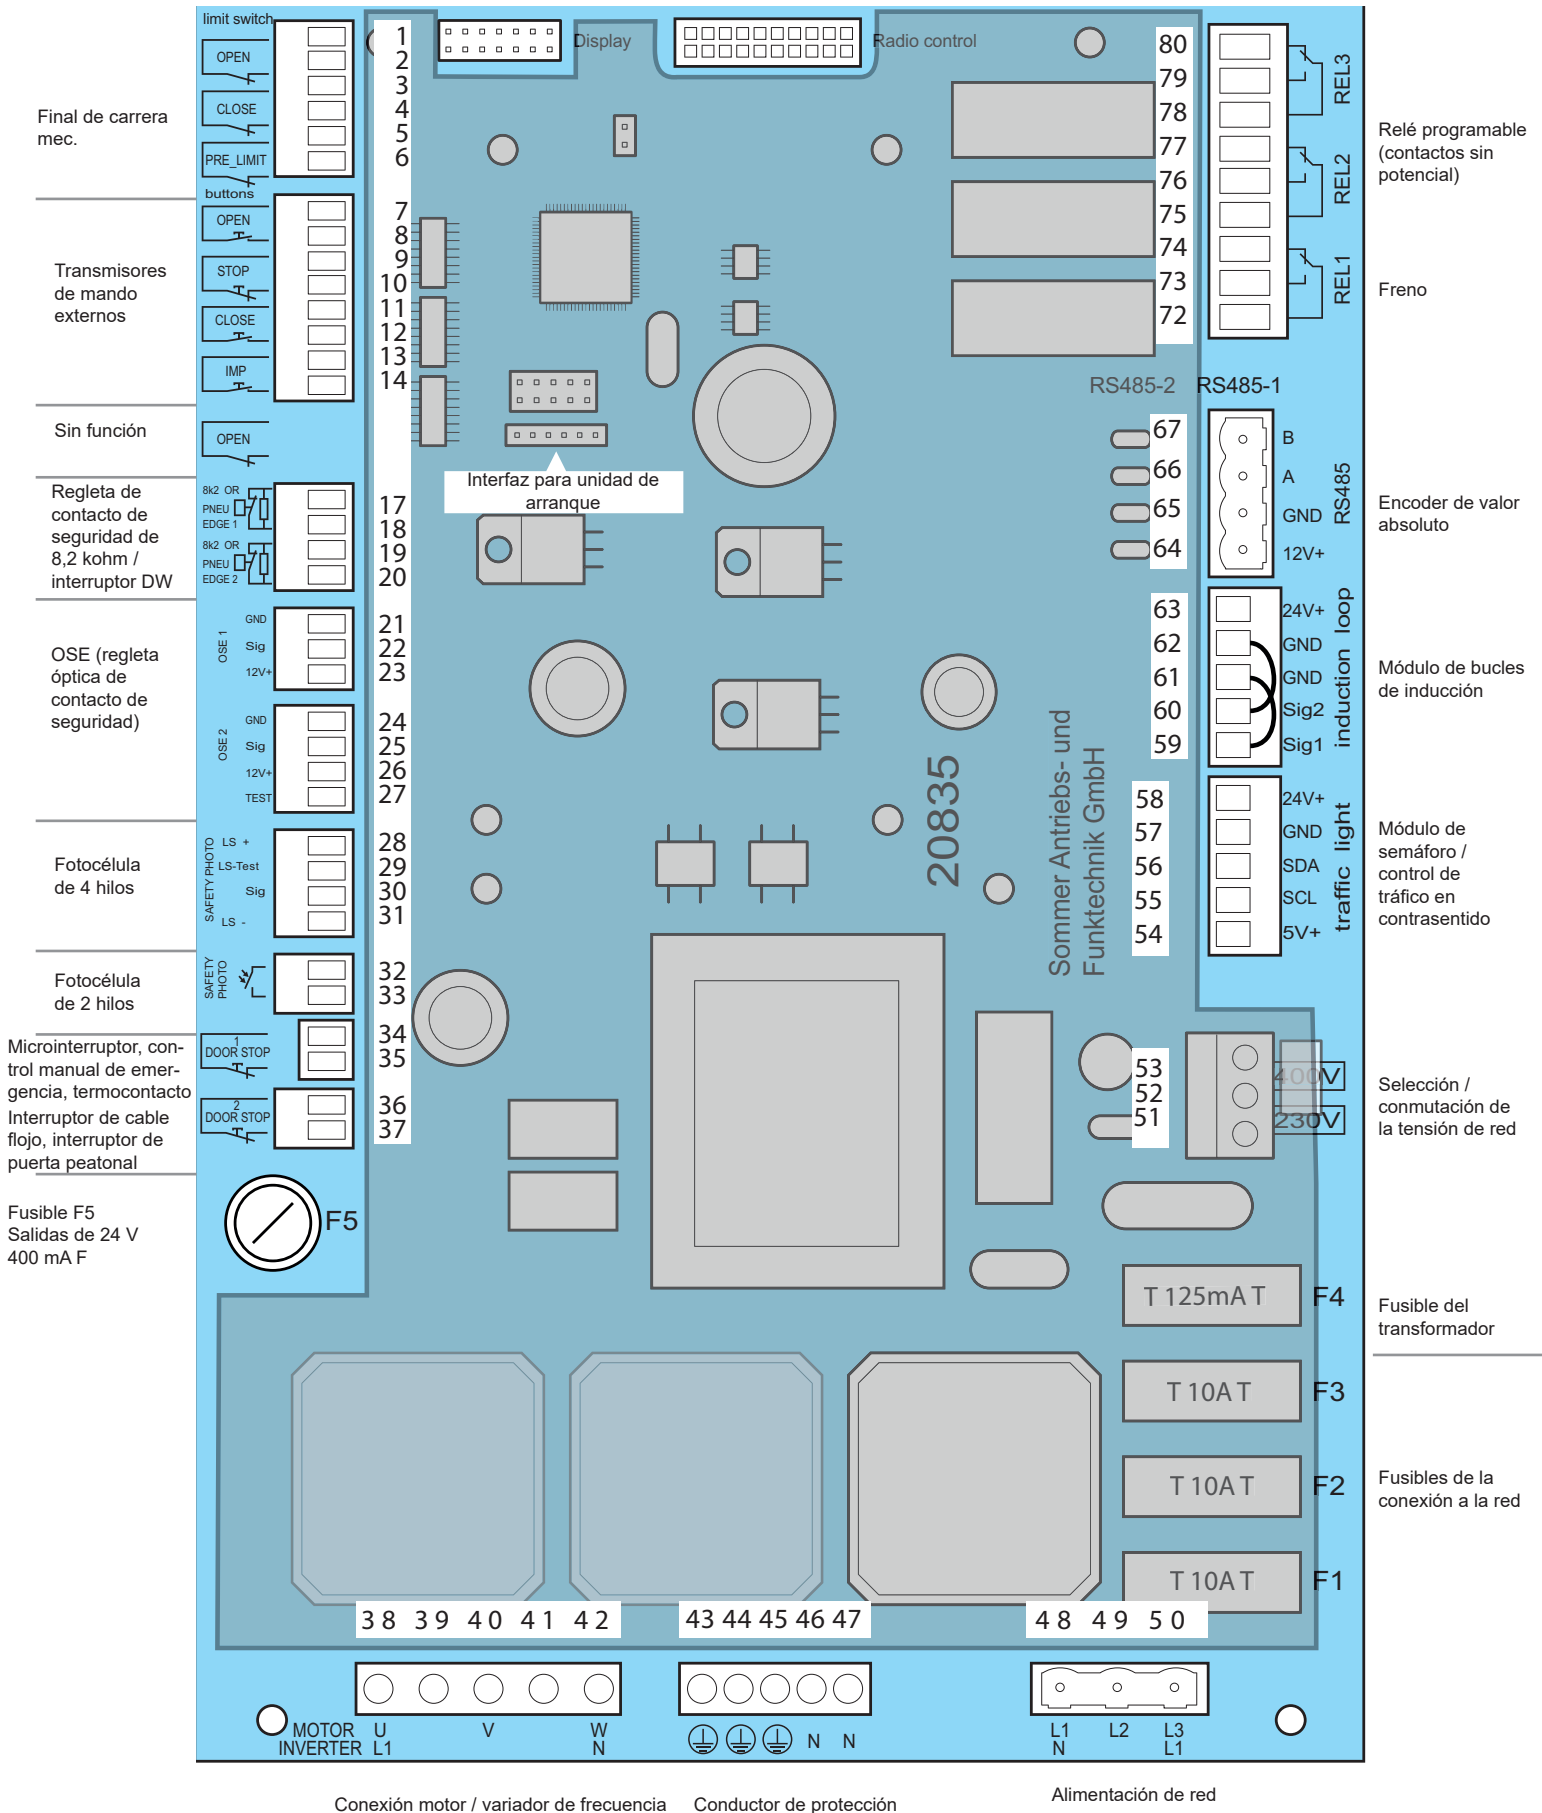 limit switch
OPEN
CLOSE
PRE_LIMIT
Final de carrera
mec.
buttons
OPEN
STOP
CLOSE
IMP
Transmisores
de mando
externos
OPEN
Sin función
8k2 OR
PNEU
EDGE 1
8k2 OR
PNEU
EDGE 2
Regleta de
contacto de
seguridad de
8,2 kohm /
interruptor DW
OSE 1
GND
Sig
12V+
OSE (regleta
óptica de
contacto de
seguridad)
OSE 2
GND
Sig
12V+
TEST
SAFETY PHOTO
LS +
LS-Test
Sig
LS -
Fotocélula
de 4 hilos
SAFETY
PHOTO
Fotocélula
de 2 hilos
1
DOOR STOP
Microinterruptor, con-
trol manual de emer-
gencia, termocontacto
2
DOOR STOP
Interruptor de cable
flojo, interruptor de
puerta peatonal
F5
Fusible F5
Salidas de 24 V
400 mA F
1
2
3
4
5
6
7
8
9
10
11
12
13
14
17
18
19
20
21
22
23
24
25
26
27
28
29
30
31
32
33
34
35
36
37
Display
Radio control
Interfaz para unidad de
arranque
20835
Sommer Antriebs- und
Funktechnik GmbH
80
79
78
77
76
75
74
73
72
REL3
REL2
REL1
Relé programable
(contactos sin
potencial)
Freno
RS485-2 RS485-1
67
66
65
64
B
A
GND
12V+
RS485
Encoder de valor
absoluto
63
62
61
60
59
24V+
GND
GND
Sig2
Sig1
induction loop
Módulo de bucles
de inducción
58
57
56
55
54
24V+
GND
SDA
SCL
5V+
traffic light
Módulo de
semáforo /
control de
tráfico en
contrasentido
53
52
51
400V
230V
Selección /
conmutación de
la tensión de red
T 125mA T F4
Fusible del
transformador
T 10A T F3
T 10A T F2
Fusibles de la
conexión a la red
T 10A T F1
38 39 40 41 42 43 44 45 46 47 48 49 50
MOTOR U V W N N L1 L2 L3
INVERTER L1 N N L1
Conexión motor / variador de frecuencia
Conductor de protección
Alimentación de red